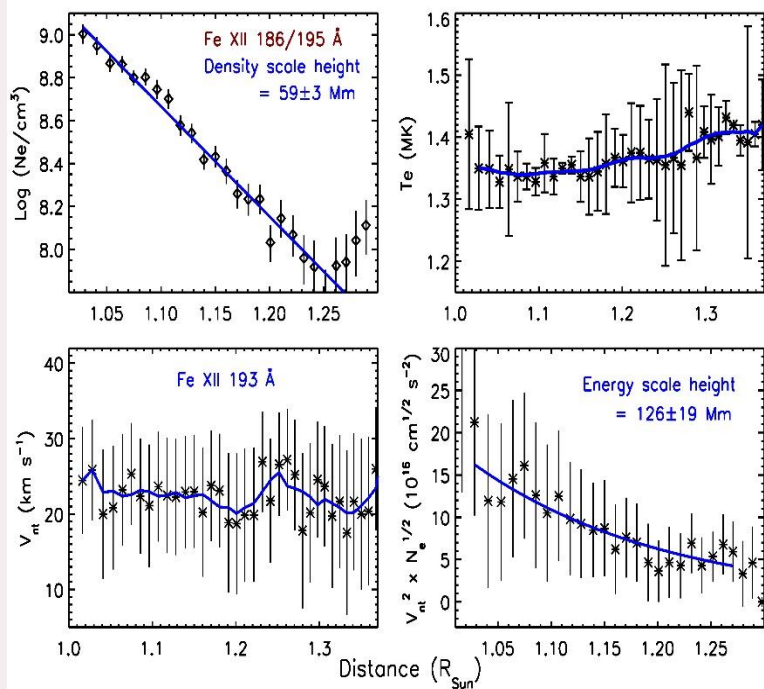 Fe XII 186/195 Å
Density scale height
= 59±3 Mm
Log (Ne/cm³)
9.0
8.8
8.6
8.4
8.2
8.0
1.05 1.10 1.15 1.20 1.25
Te (MK)
1.6
1.5
1.4
1.3
1.2
1.0 1.1 1.2 1.3
Fe XII 193 Å
V_nt (km s⁻¹)
40
30
20
10
1.0 1.1 1.2 1.3
Energy scale height
= 126±19 Mm
V_nt² x N_e^1/2 (10¹⁶ cm^1/2 s⁻²)
30
25
20
15
10
5
0
1.05 1.10 1.15 1.20 1.25
Distance (R_Sun)